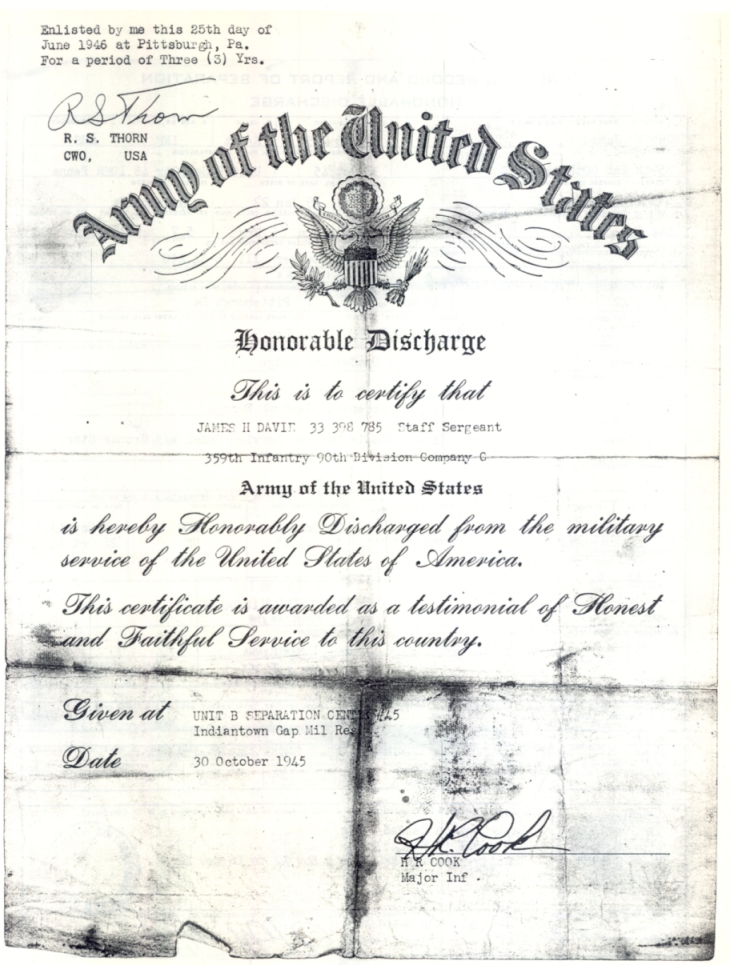 Enlisted by me this 25th day of
June 1946 at Pittsburgh, Pa.
For a period of Three (3) Yrs.
R S Thorn
R. S. THORN
CWO, USA
Army of the United States
Honorable Discharge
This is to certify that
JAMES H 33 398 785 Staff Sergeant
359th Infantry 90th Division Company C
Army of the United States
is hereby Honorably Discharged from the military
service of the United States of America.
This certificate is awarded as a testimonial of Honest
and Faithful Service to this country.
Given at UNIT B SEPARATION CENTER #45
Indiantown Gap Mil Res
Date 30 October 1945
H R Cook
H R COOK
Major Inf